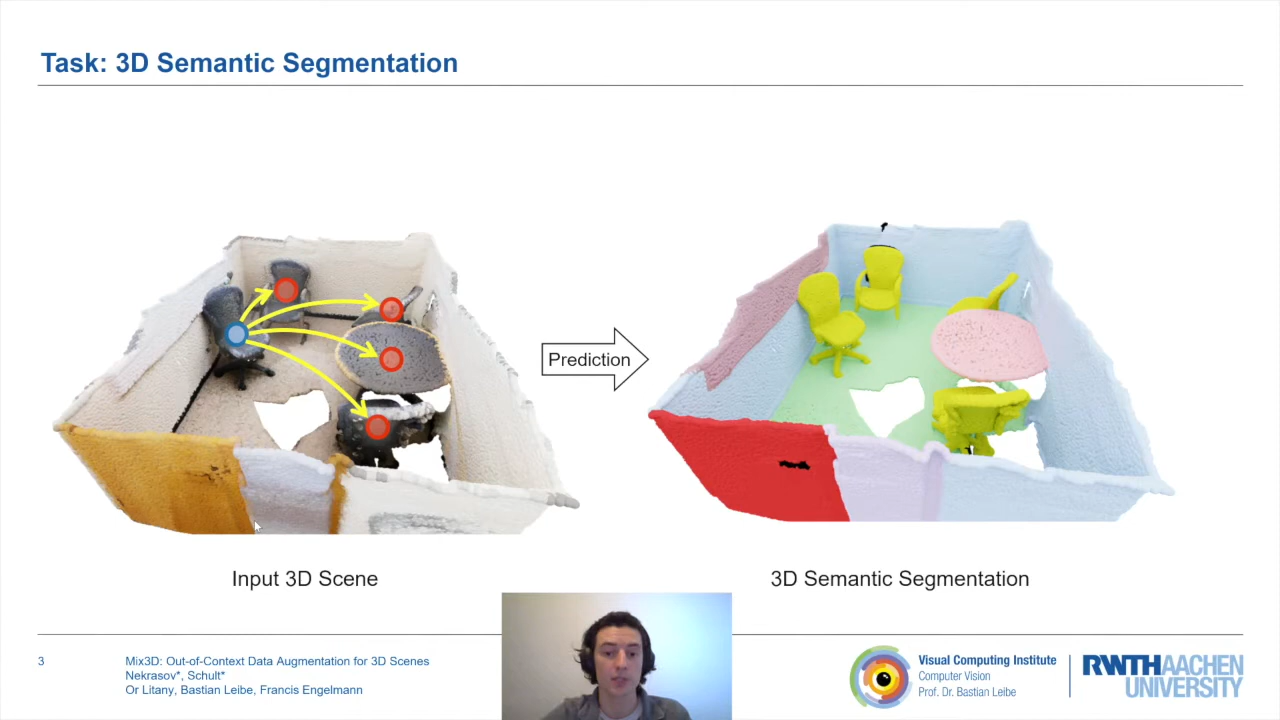 Task: 3D Semantic Segmentation
Prediction
Input 3D Scene
3D Semantic Segmentation
3
Mix3D: Out-of-Context Data Augmentation for 3D Scenes
Nekrasov*, Schult*
Or Litany, Bastian Leibe, Francis Engelmann
Visual Computing Institute
Computer Vision
Prof. Dr. Bastian Leibe
RWTHAACHEN
UNIVERSITY